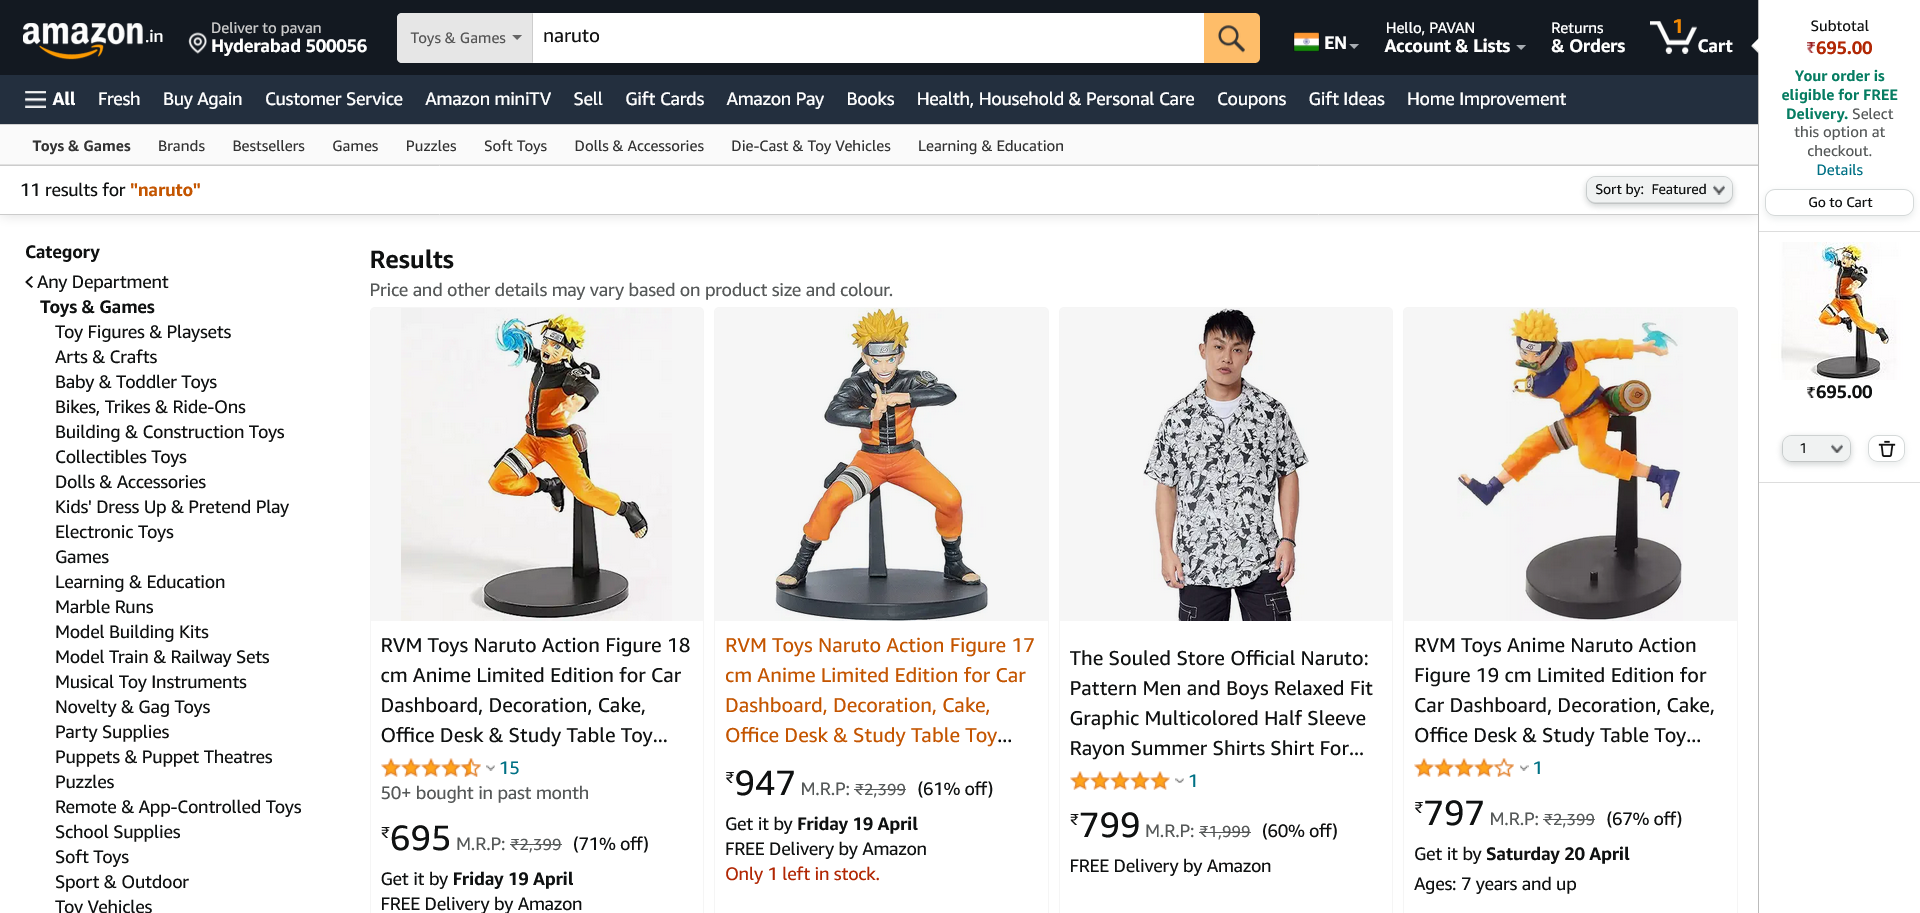 amazon.in
Deliver to pavan
Hyderabad 500056
Toys & Games
naruto
EN
Hello, PAVAN
Account & Lists
Returns
& Orders
1
Cart
All
Fresh
Buy Again
Customer Service
Amazon miniTV
Sell
Gift Cards
Amazon Pay
Books
Health, Household & Personal Care
Coupons
Gift Ideas
Home Improvement
Toys & Games
Brands
Bestsellers
Games
Puzzles
Soft Toys
Dolls & Accessories
Die-Cast & Toy Vehicles
Learning & Education
11 results for "naruto"
Sort by: Featured
Category
Any Department
Toys & Games
Toy Figures & Playsets
Arts & Crafts
Baby & Toddler Toys
Bikes, Trikes & Ride-Ons
Building & Construction Toys
Collectibles Toys
Dolls & Accessories
Kids' Dress Up & Pretend Play
Electronic Toys
Games
Learning & Education
Marble Runs
Model Building Kits
Model Train & Railway Sets
Musical Toy Instruments
Novelty & Gag Toys
Party Supplies
Puppets & Puppet Theatres
Puzzles
Remote & App-Controlled Toys
School Supplies
Soft Toys
Sport & Outdoor
Toy Vehicles
Results
Price and other details may vary based on product size and colour.
RVM Toys Naruto Action Figure 18
cm Anime Limited Edition for Car
Dashboard, Decoration, Cake,
Office Desk & Study Table Toy...
15
50+ bought in past month
₹695 M.R.P: ₹2,399 (71% off)
Get it by Friday 19 April
FREE Delivery by Amazon
RVM Toys Naruto Action Figure 17
cm Anime Limited Edition for Car
Dashboard, Decoration, Cake,
Office Desk & Study Table Toy...
₹947 M.R.P: ₹2,399 (61% off)
Get it by Friday 19 April
FREE Delivery by Amazon
Only 1 left in stock.
The Souled Store Official Naruto:
Pattern Men and Boys Relaxed Fit
Graphic Multicolored Half Sleeve
Rayon Summer Shirts Shirt For...
1
₹799 M.R.P: ₹1,999 (60% off)
FREE Delivery by Amazon
RVM Toys Anime Naruto Action
Figure 19 cm Limited Edition for
Car Dashboard, Decoration, Cake,
Office Desk & Study Table Toy...
1
₹797 M.R.P: ₹2,399 (67% off)
Get it by Saturday 20 April
Ages: 7 years and up
Subtotal
₹695.00
Your order is
eligible for FREE
Delivery. Select
this option at
checkout.
Details
Go to Cart
₹695.00
1